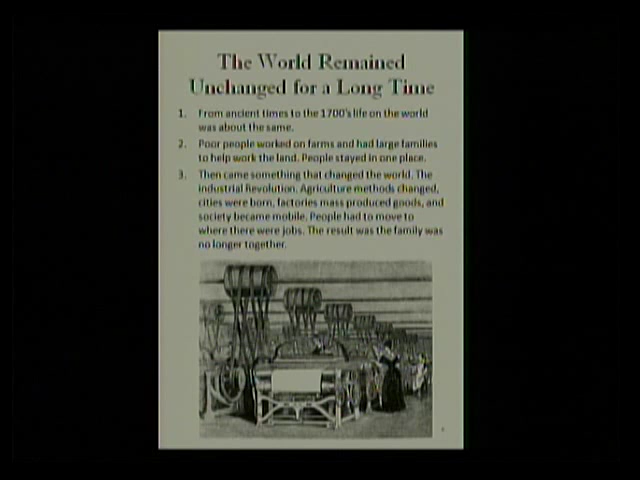 The World Remained
Unchanged for a Long Time
1. From ancient times to the 1700's life on the world
was about the same.
2. Poor people worked on farms and had large families
to help work the land. People stayed in one place.
3. Then came something that changed the world. The
industrial Revolution. Agriculture methods changed,
cities were born, factories mass produced goods, and
society became mobile. People had to move to
where there were jobs. The result was the family was
no longer together.